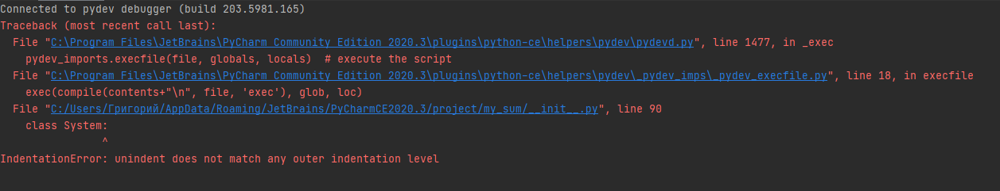 Connected to pydev debugger (build 203.5981.165)
Traceback (most recent call last):
  File "C:\Program Files\JetBrains\PyCharm Community Edition 2020.3\plugins\python-ce\helpers\pydev\pydevd.py", line 1477, in _exec
    pydev_imports.execfile(file, globals, locals)  # execute the script
  File "C:\Program Files\JetBrains\PyCharm Community Edition 2020.3\plugins\python-ce\helpers\pydev\_pydev_imps\_pydev_execfile.py", line 18, in execfile
    exec(compile(contents+"\n", file, 'exec'), glob, loc)
  File "C:/Users/Григорий/AppData/Roaming/JetBrains/PyCharmCE2020.3/project/my_sum/__init__.py", line 90
    class System:
                ^
IndentationError: unindent does not match any outer indentation level